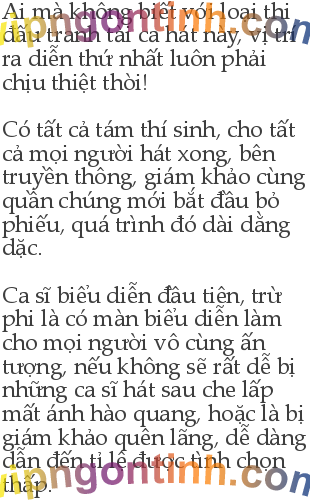 Ai mà không biết với loại thi
đấu tranh tài ca hát này, vị trí
ra diễn thứ nhất luôn phải
chịu thiệt thòi!
Có tất cả tám thí sinh, cho tất
cả mọi người hát xong, bên
truyền thông, giám khảo cùng
quần chúng mới bắt đầu bỏ
phiếu, quá trình đó dài dằng
dặc.
Ca sĩ biểu diễn đầu tiên, trừ
phi là có màn biểu diễn làm
cho mọi người vô cùng ấn
tượng, nếu không sẽ rất dễ bị
những ca sĩ hát sau che lấp
mất ánh hào quang, hoặc là bị
giám khảo quên lãng, dễ dàng
dẫn đến tỉ lệ được tình chọn
thấp.
vipngontinh.com
vipngontinh.com